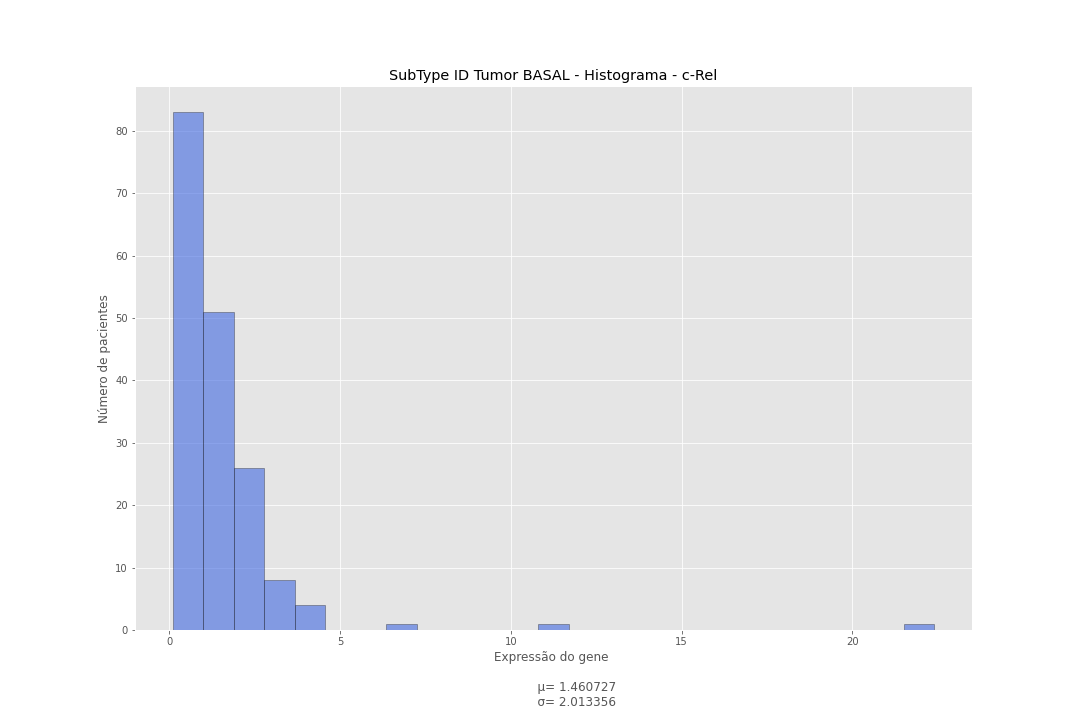 SubType ID Tumor BASAL - Histograma - c-Rel
80
70
60
50
40
30
20
10
0
Número de pacientes
0 5 10 15 20
Expressão do gene
μ= 1.460727
σ= 2.013356